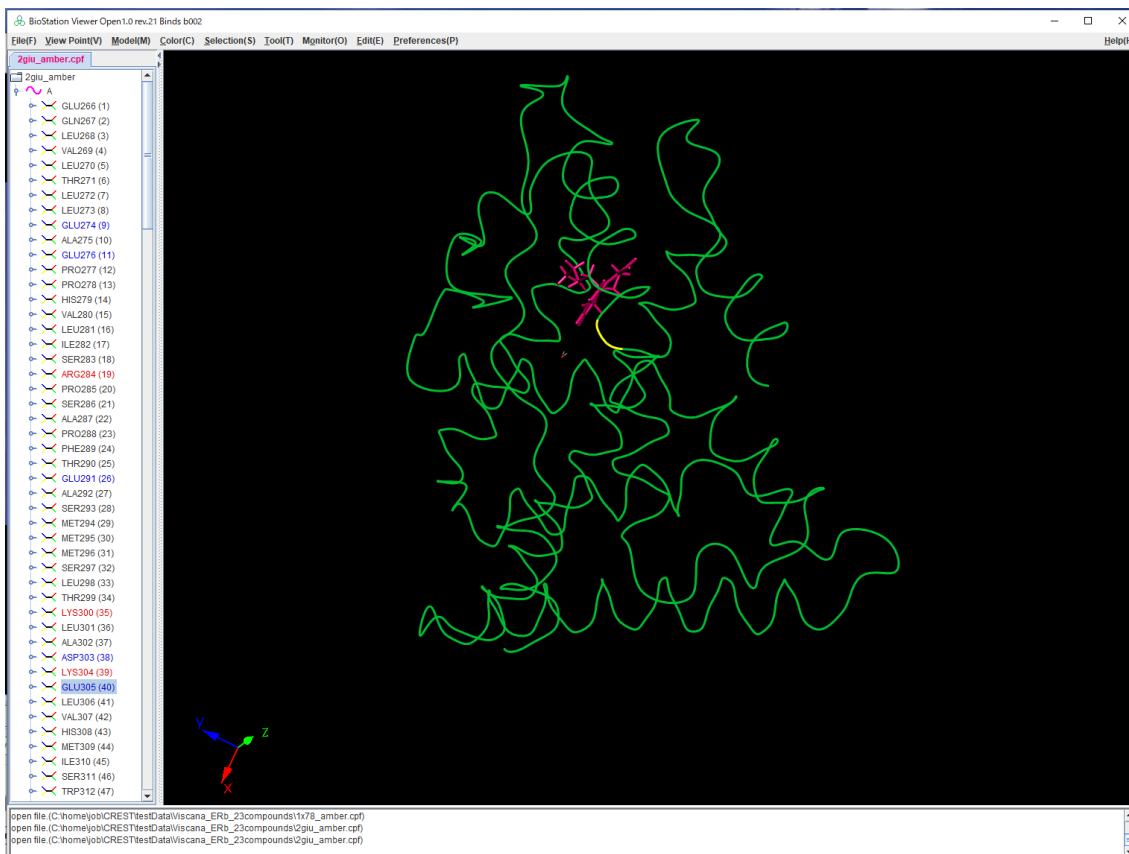 BioStation Viewer Open1.0 rev.21 Binds b002
File(F) View Point(V) Model(M) Color(C) Selection(S) Tool(T) Monitor(O) Edit(E) Preferences(P)
2giu_amber.cpf
2giu_amber
A
GLU266 (1)
GLN267 (2)
LEU268 (3)
VAL269 (4)
LEU270 (5)
THR271 (6)
LEU272 (7)
LEU273 (8)
GLU274 (9)
ALA275 (10)
GLU276 (11)
PRO277 (12)
PRO278 (13)
HIS279 (14)
VAL280 (15)
LEU281 (16)
ILE282 (17)
SER283 (18)
ARG284 (19)
PRO285 (20)
SER286 (21)
ALA287 (22)
PRO288 (23)
PHE289 (24)
THR290 (25)
GLU291 (26)
ALA292 (27)
SER293 (28)
MET294 (29)
MET295 (30)
MET296 (31)
SER297 (32)
LEU298 (33)
THR299 (34)
LYS300 (35)
LEU301 (36)
ALA302 (37)
ASP303 (38)
LYS304 (39)
GLU305 (40)
LEU306 (41)
VAL307 (42)
HIS308 (43)
MET309 (44)
ILE310 (45)
SER311 (46)
TRP312 (47)
Y
Z
X
open file.(C:\home\job\CREST\testData\Viscana_ERb_23compounds\1x78_amber.cpf)
open file.(C:\home\job\CREST\testData\Viscana_ERb_23compounds\2giu_amber.cpf)
open file.(C:\home\job\CREST\testData\Viscana_ERb_23compounds\2giu_amber.cpf)